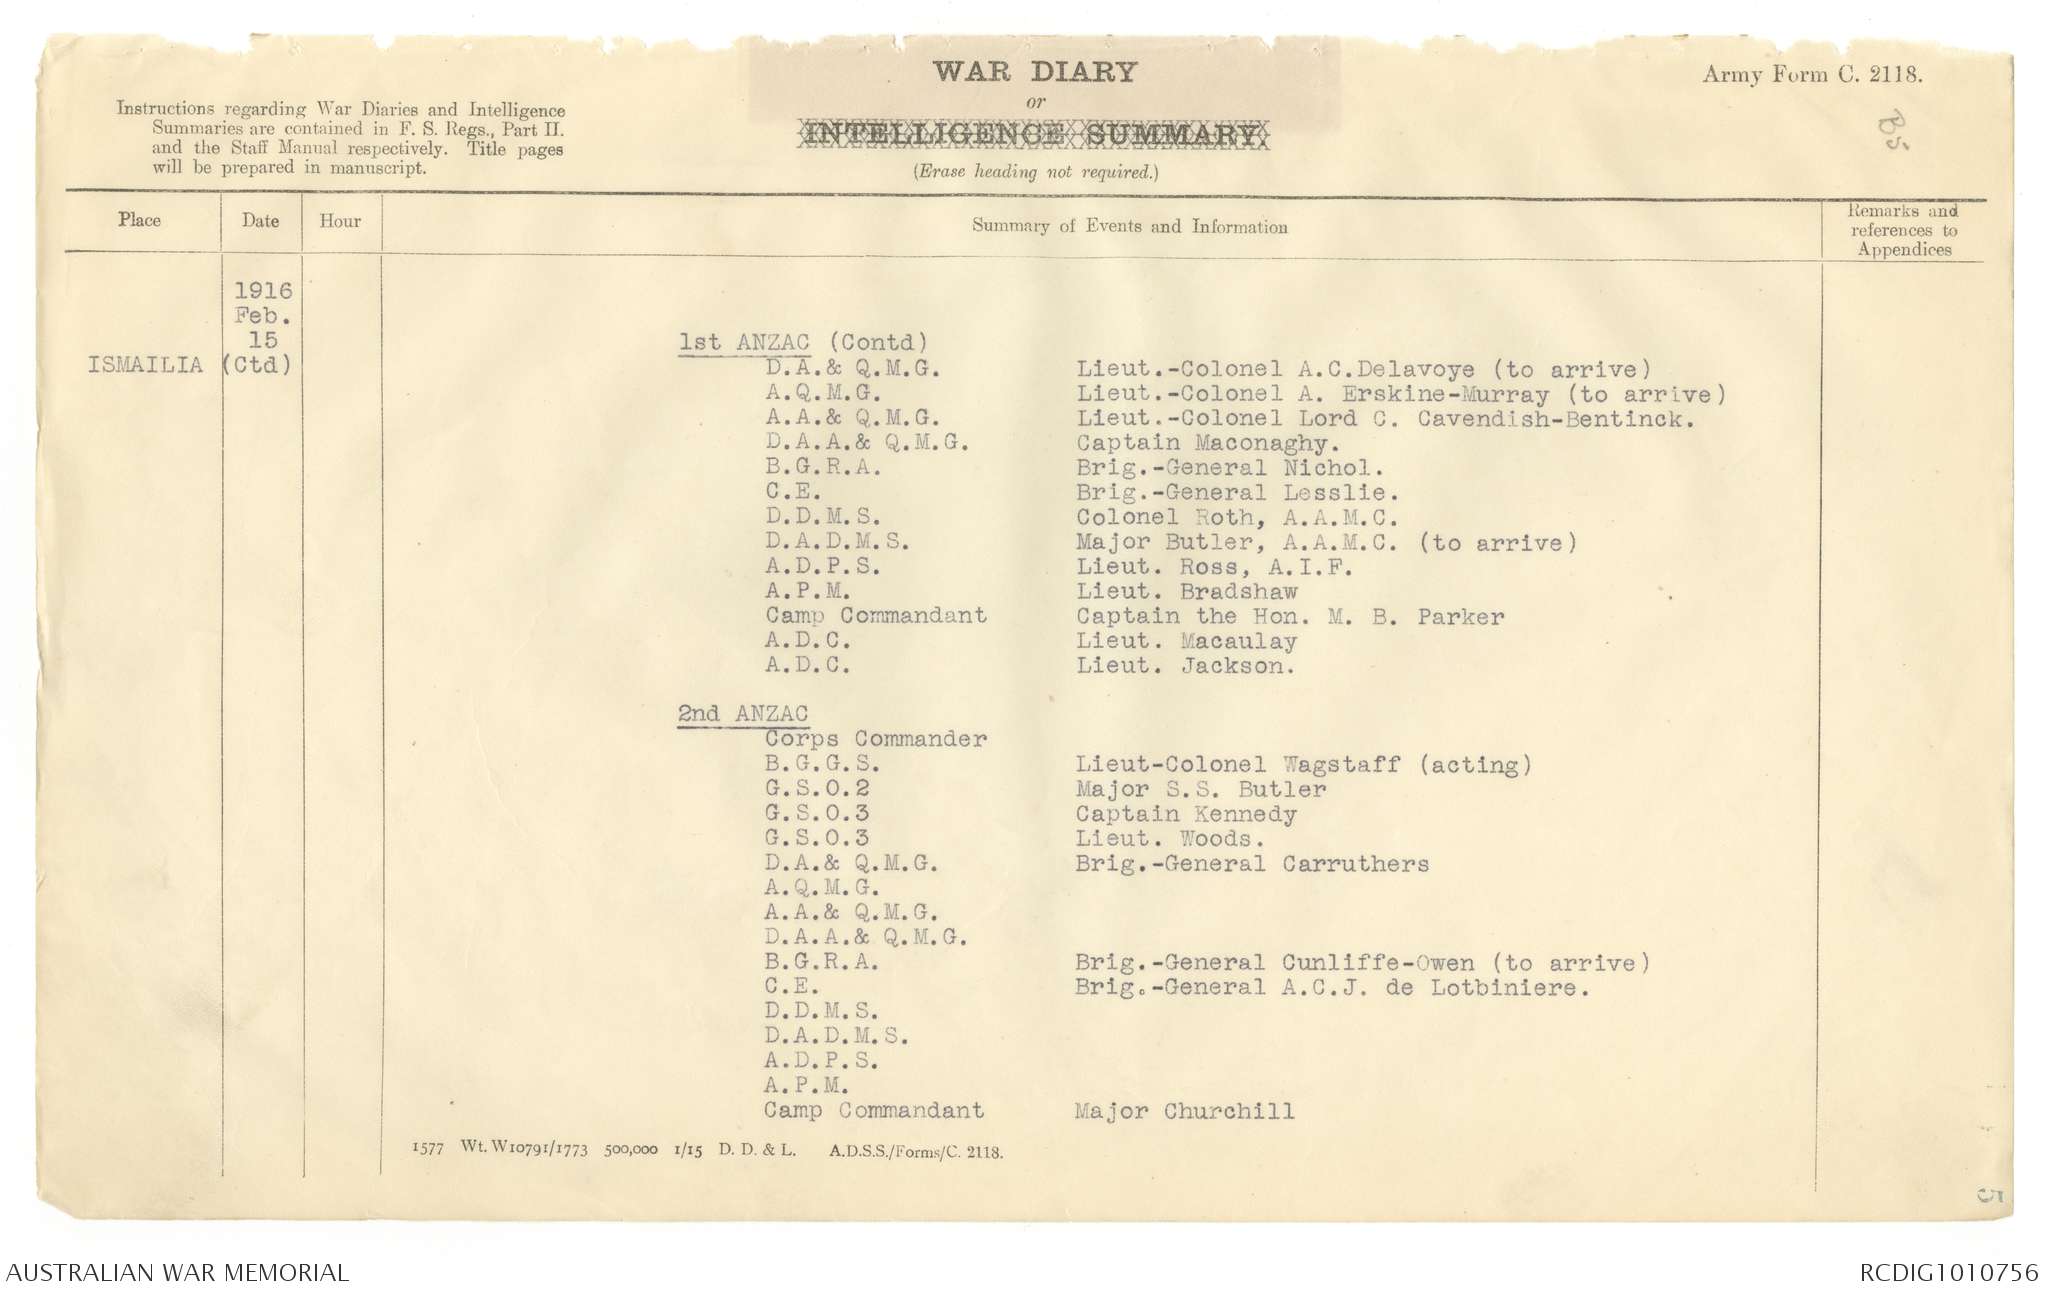 WAR DIARY
or
INTELLIGENCE SUMMARY.
(Erase heading not required.)
Army Form C. 2118.
Instructions regarding War Diaries and Intelligence
Summaries are contained in F. S. Regs., Part II.
and the Staff Manual respectively. Title pages
will be prepared in manuscript.
Place Date Hour Summary of Events and Information Remarks and references to Appendices
1916
Feb.
15
ISMAILIA (Ctd)
1st ANZAC (Contd)
D.A.& Q.M.G. Lieut.-Colonel A.C.Delavoye (to arrive)
A.Q.M.G. Lieut.-Colonel A. Erskine-Murray (to arrive)
A.A.& Q.M.G. Lieut.-Colonel Lord C. Cavendish-Bentinck.
D.A.A.& Q.M.G. Captain Maconaghy.
B.G.R.A. Brig.-General Nichol.
C.E. Brig.-General Lesslie.
D.D.M.S. Colonel Roth, A.A.M.C.
D.A.D.M.S. Major Butler, A.A.M.C. (to arrive)
A.D.P.S. Lieut. Ross, A.I.F.
A.P.M. Lieut. Bradshaw
Camp Commandant Captain the Hon. M. B. Parker
A.D.C. Lieut. Macaulay
A.D.C. Lieut. Jackson.
2nd ANZAC
Corps Commander
B.G.G.S. Lieut-Colonel Wagstaff (acting)
G.S.O.2 Major S.S. Butler
G.S.O.3 Captain Kennedy
G.S.O.3 Lieut. Woods.
D.A.& Q.M.G. Brig.-General Carruthers
A.Q.M.G.
A.A.& Q.M.G.
D.A.A.& Q.M.G.
B.G.R.A. Brig.-General Cunliffe-Owen (to arrive)
C.E. Brig.-General A.C.J. de Lotbiniere.
D.D.M.S.
D.A.D.M.S.
A.D.P.S.
A.P.M.
Camp Commandant Major Churchill
1577 Wt. W10791/1773 500,000 1/15 D. D. & L. A.D.S.S./Forms/C. 2118.
5
AUSTRALIAN WAR MEMORIAL
RCDIG1010756